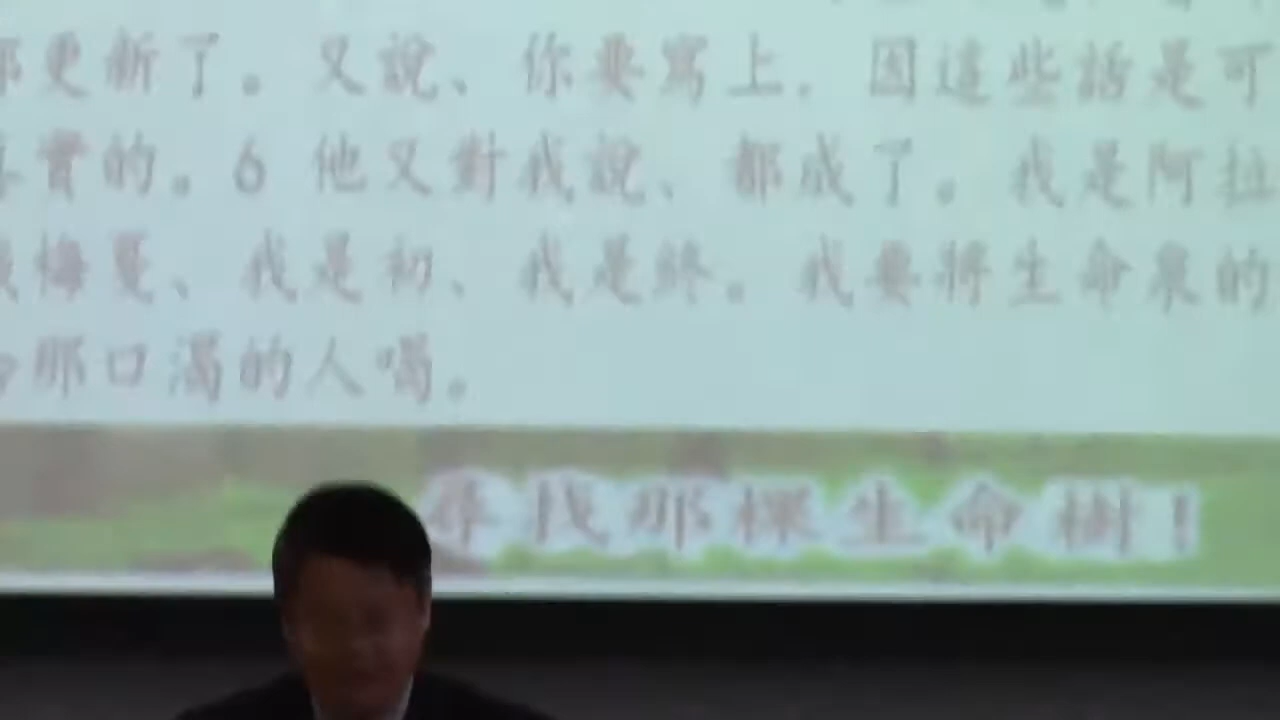 更新了。又說、你要寫上．因這些話是可
實的。6 他又對我說、都成了。我是阿拉
梅戛、我是初、我是終。我要將生命泉的
那口渴的人喝。
尋找那棵生命樹！